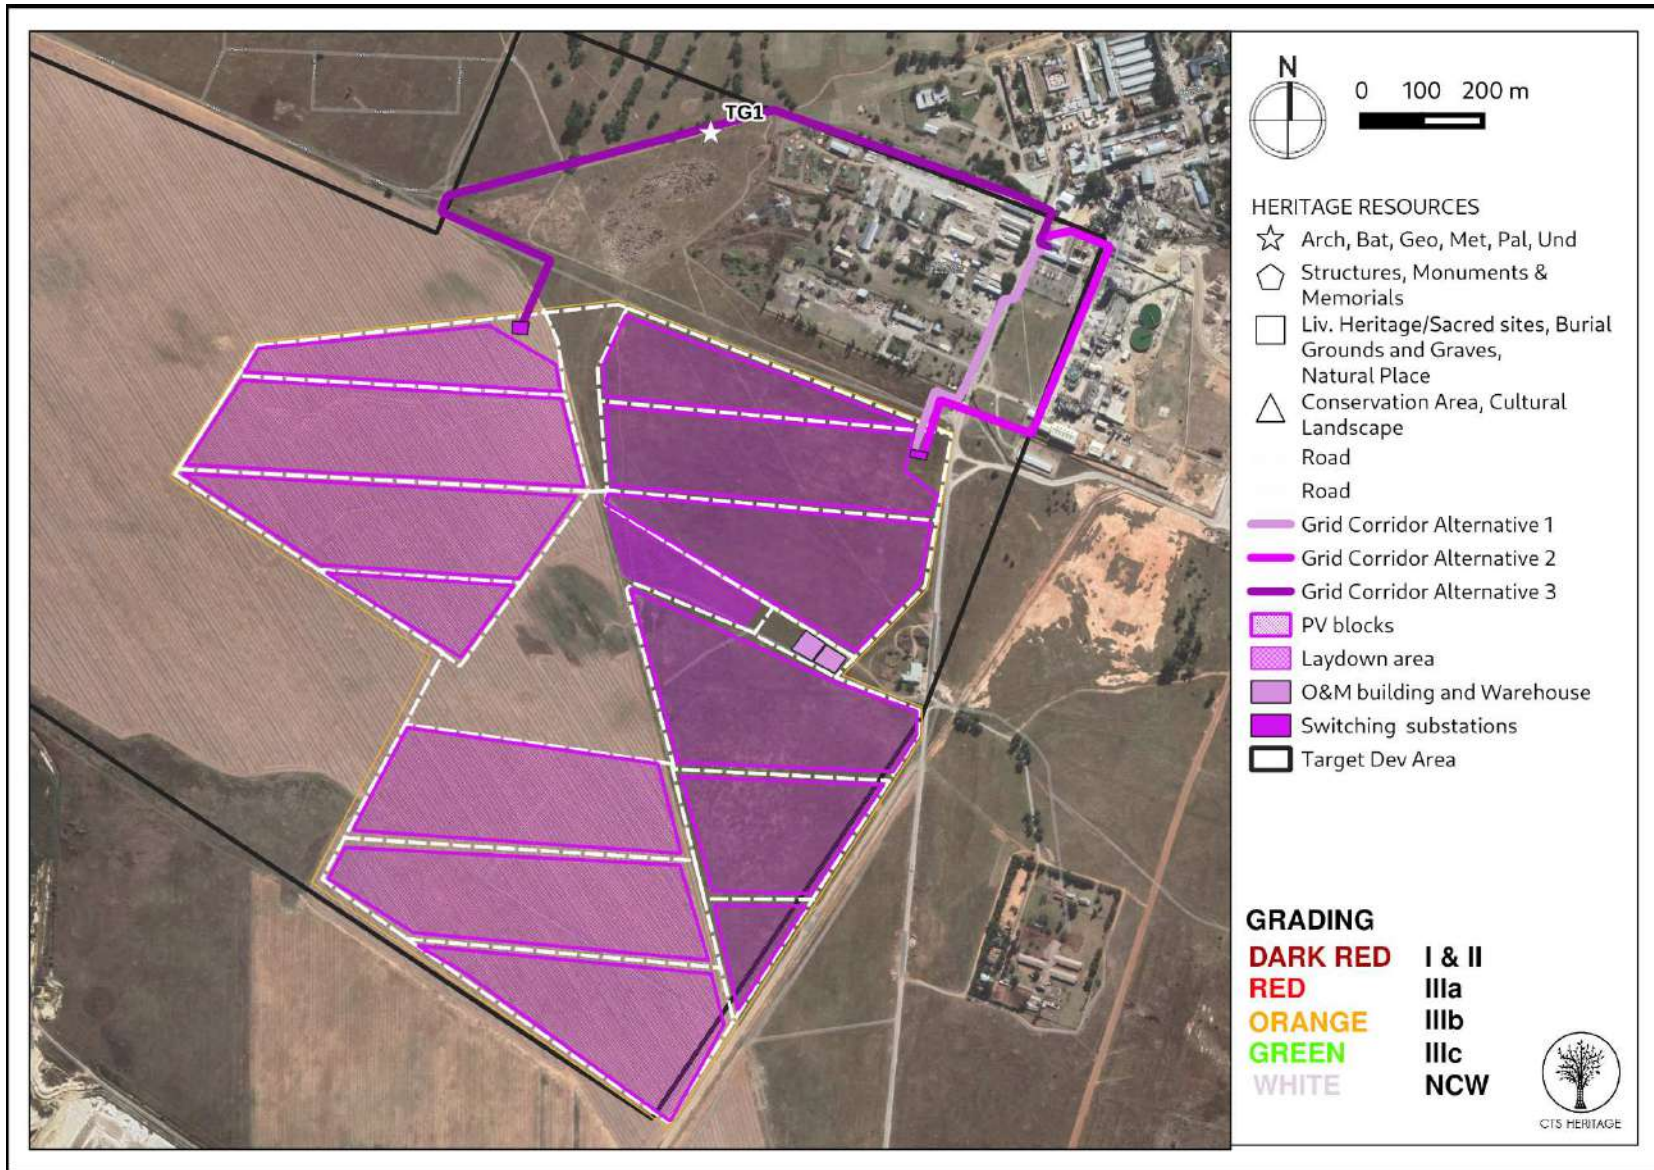 TG1
N
0 100 200 m
HERITAGE RESOURCES
Arch, Bat, Geo, Met, Pal, Und
Structures, Monuments &
Memorials
Liv. Heritage/Sacred sites, Burial
Grounds and Graves,
Natural Place
Conservation Area, Cultural
Landscape
Road
Road
Grid Corridor Alternative 1
Grid Corridor Alternative 2
Grid Corridor Alternative 3
PV blocks
Laydown area
O&M building and Warehouse
Switching substations
Target Dev Area
GRADING
DARK RED I & II
RED IIIa
ORANGE IIIb
GREEN IIIc
WHITE NCW
CTS HERITAGE